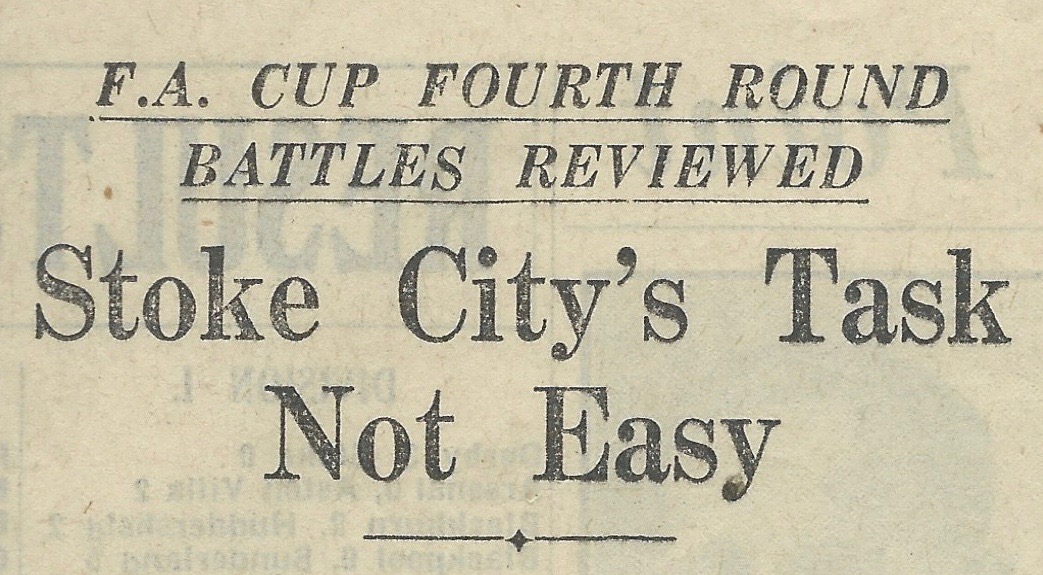 F.A. CUP FOURTH ROUND
BATTLES REVIEWED
Stoke City's Task
Not Easy
DIVISION 1.
Arsenal 0, Aston Villa 2
Blackburn 2, Huddersfield 2
Blackpool 0, Sunderland 3